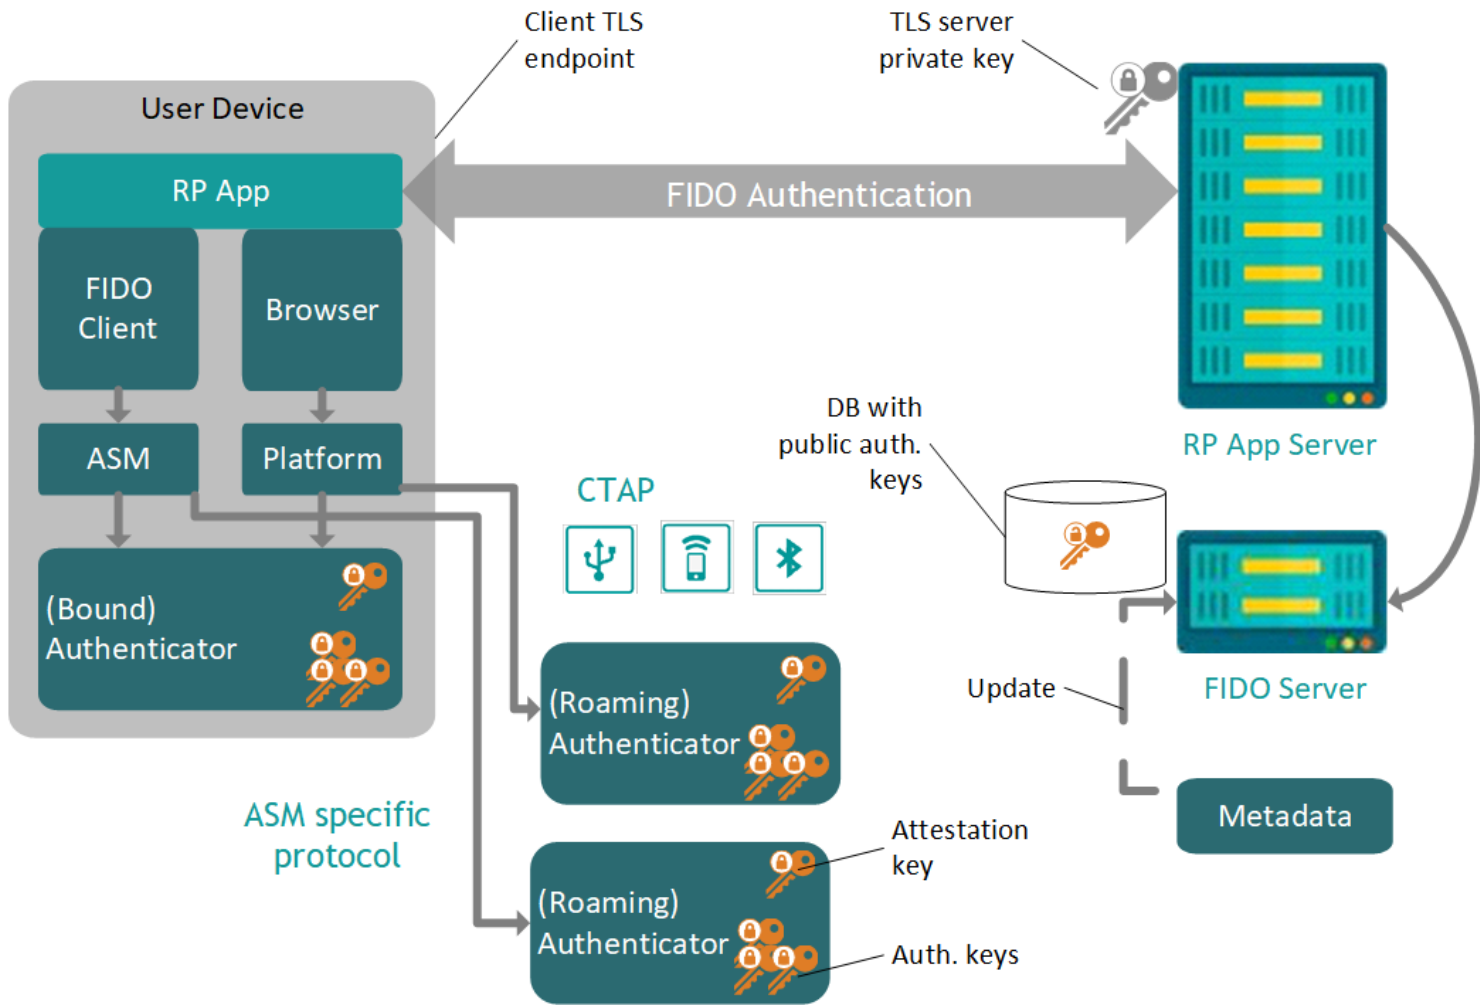 Client TLS
endpoint
TLS server
private key
User Device
RP App
FIDO Authentication
FIDO
Client
Browser
ASM
Platform
CTAP
DB with
public auth.
keys
RP App Server
(Bound)
Authenticator
(Roaming)
Authenticator
Update
FIDO Server
Metadata
ASM specific
protocol
(Roaming)
Authenticator
Attestation
key
Auth. keys